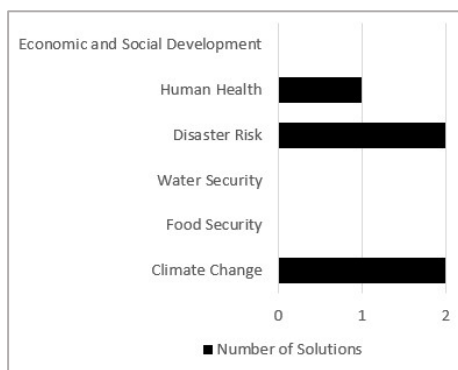 Economic and Social Development
Human Health
Disaster Risk
Water Security
Food Security
Climate Change
0 1 2
Number of Solutions